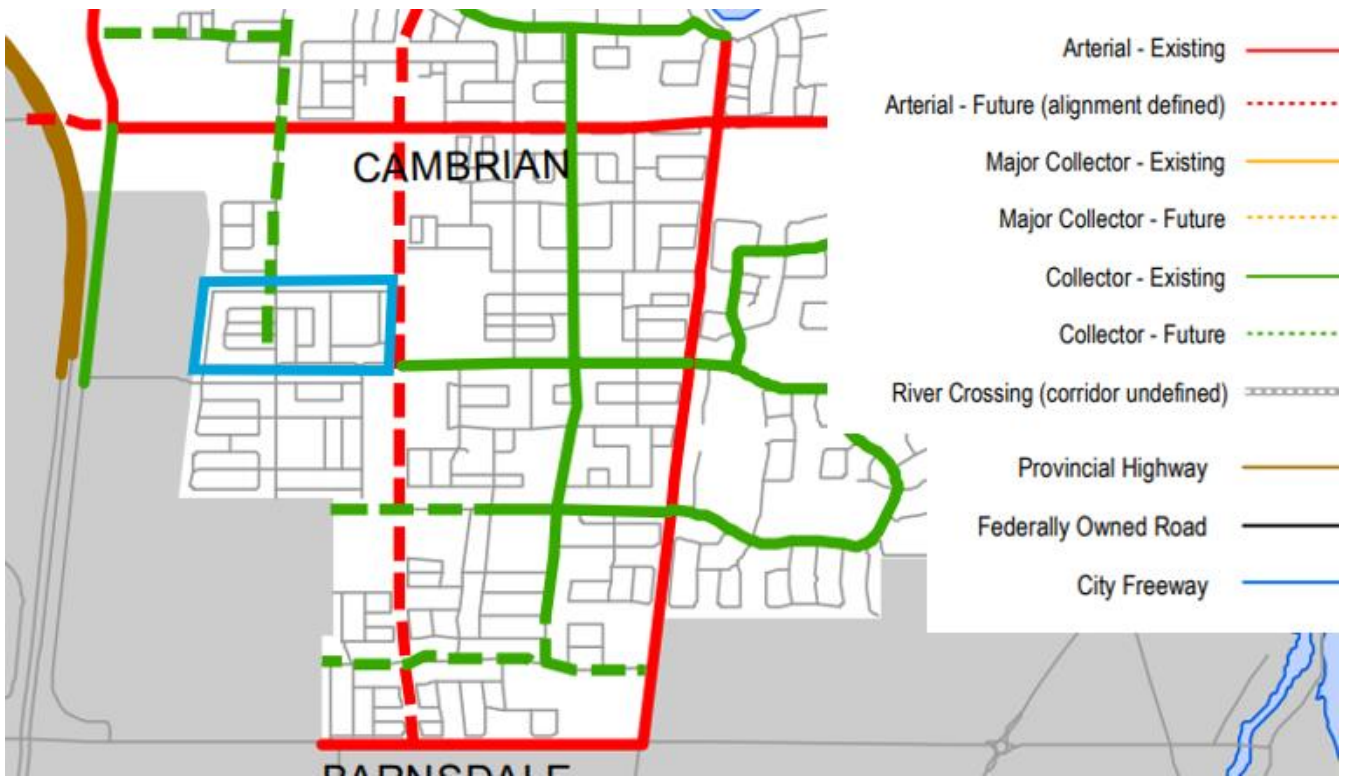 Arterial - Existing
Arterial - Future (alignment defined)
Major Collector - Existing
Major Collector - Future
Collector - Existing
Collector - Future
River Crossing (corridor undefined)
Provincial Highway
Federally Owned Road
City Freeway
CAMBRIAN
BARNSDALE